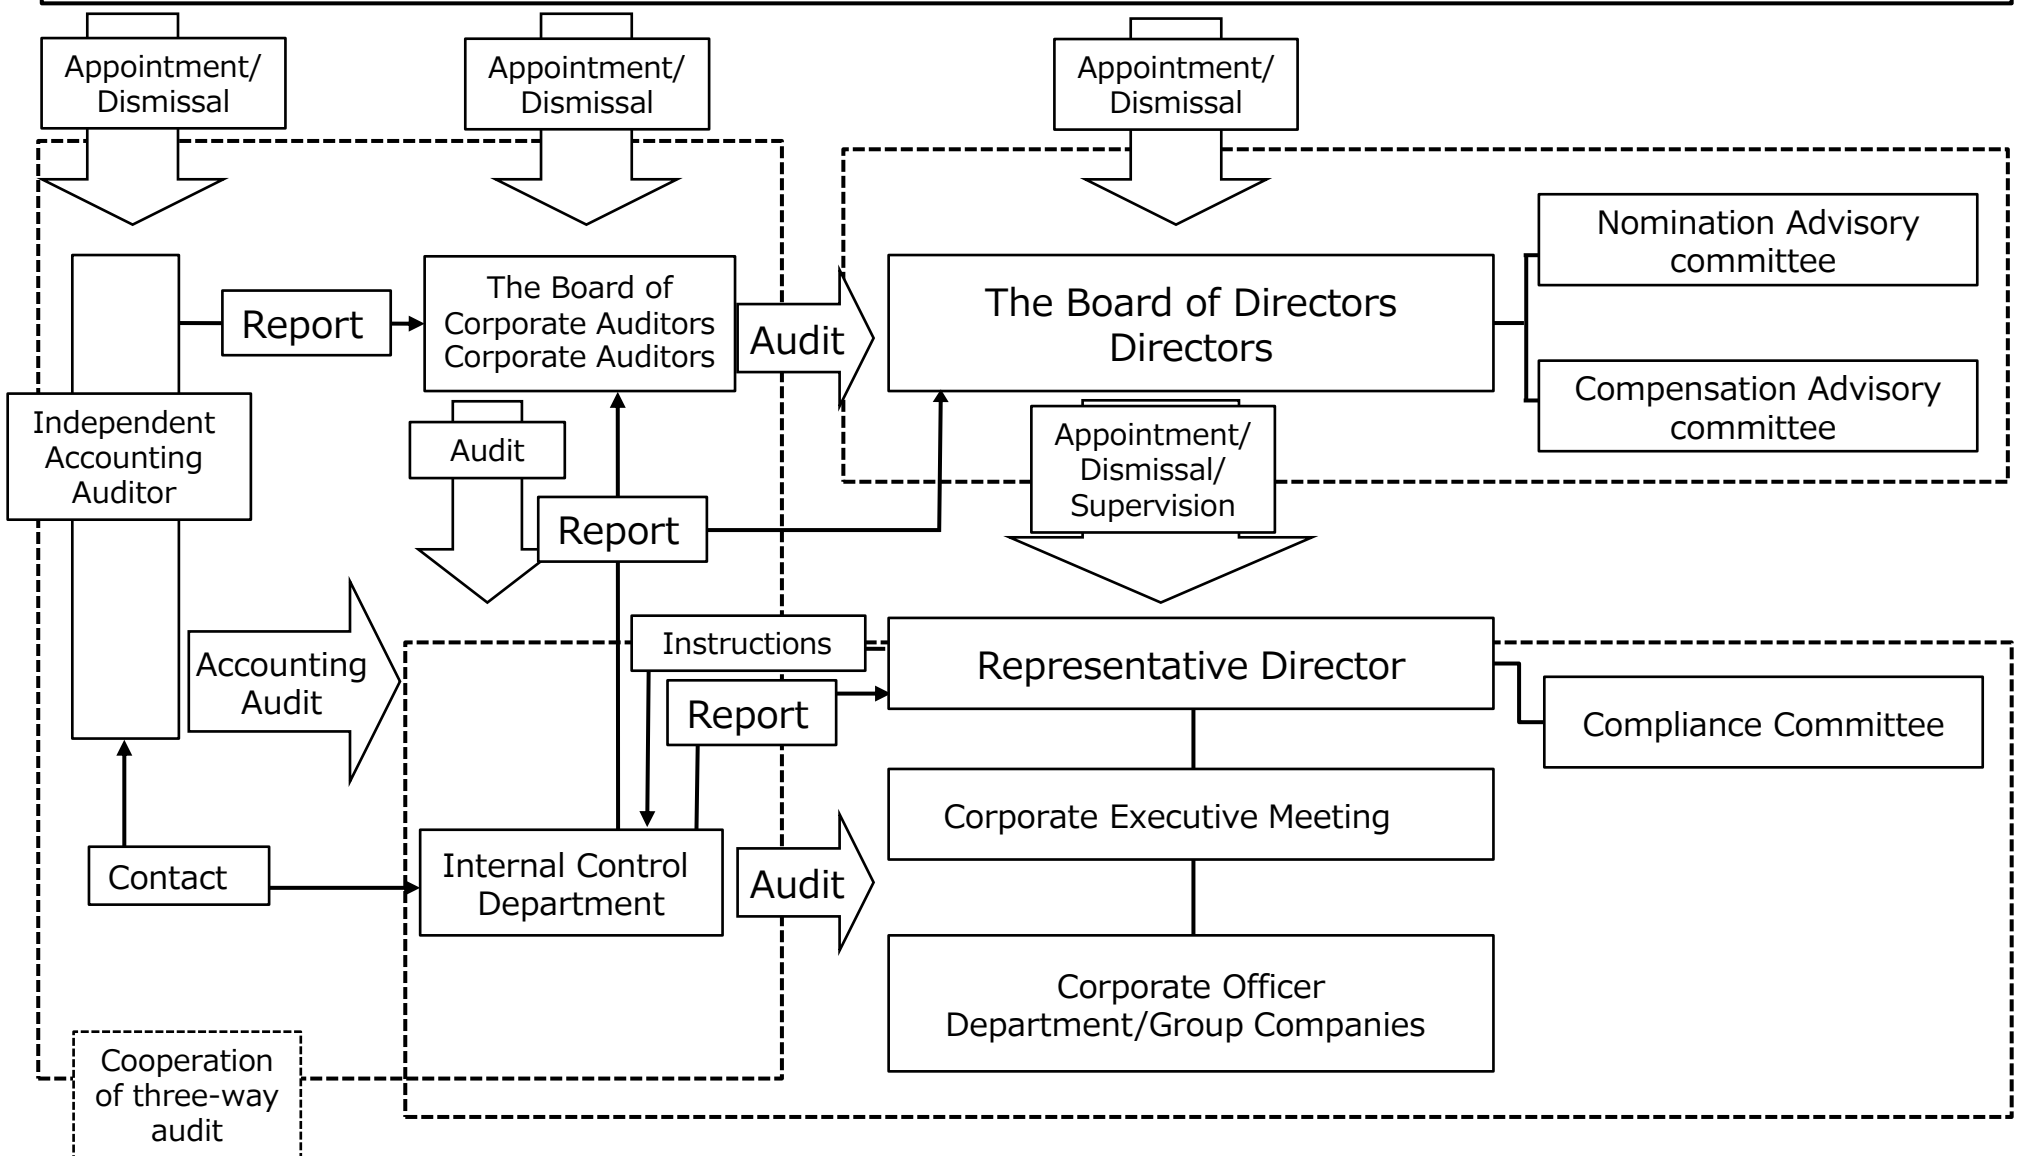 Appointment/
Dismissal
Appointment/
Dismissal
Appointment/
Dismissal
Nomination Advisory
committee
The Board of
Corporate Auditors
Corporate Auditors
Report
Audit
The Board of Directors
Directors
Compensation Advisory
committee
Independent
Accounting
Auditor
Audit
Appointment/
Dismissal/
Supervision
Report
Instructions
Representative Director
Accounting
Audit
Report
Compliance Committee
Corporate Executive Meeting
Contact
Internal Control
Department
Audit
Corporate Officer
Department/Group Companies
Cooperation
of three-way
audit